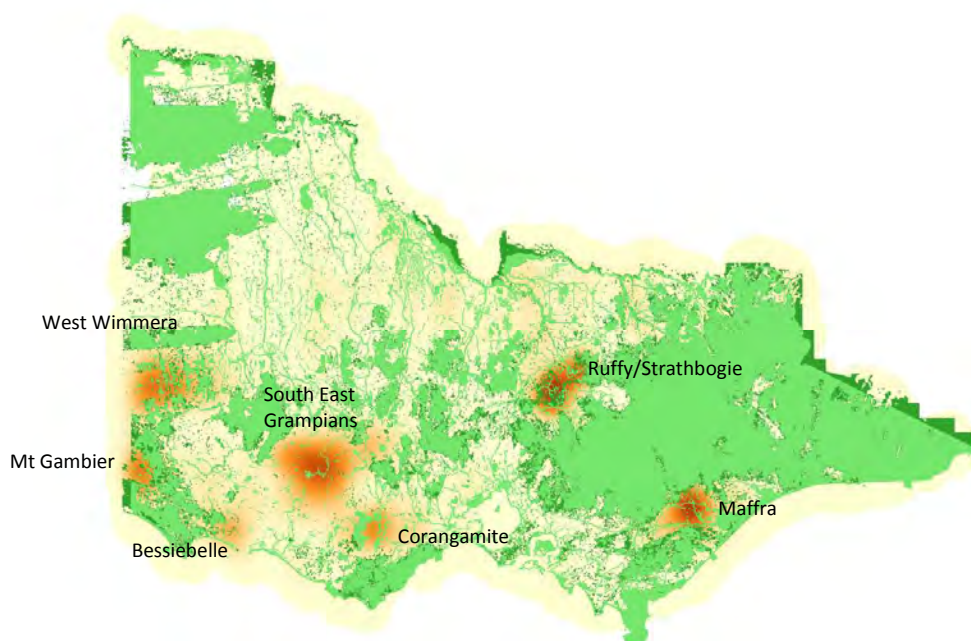 West Wimmera
Ruffy/Strathbogie
South East
Grampians
Mt Gambier
Maffra
Corangamite
Bessiebelle